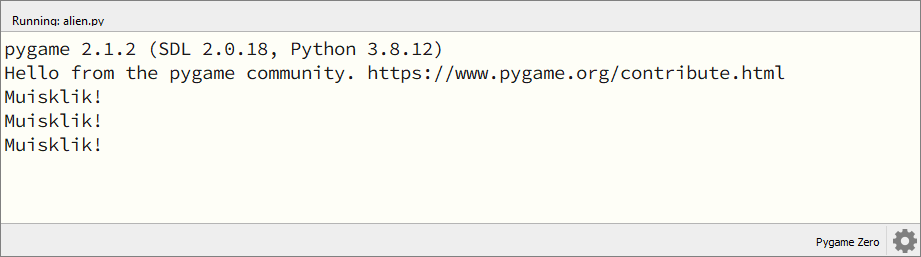 Running: alien.py
pygame 2.1.2 (SDL 2.0.18, Python 3.8.12)
Hello from the pygame community. https://www.pygame.org/contribute.html
Muisklik!
Muisklik!
Muisklik!
Pygame Zero